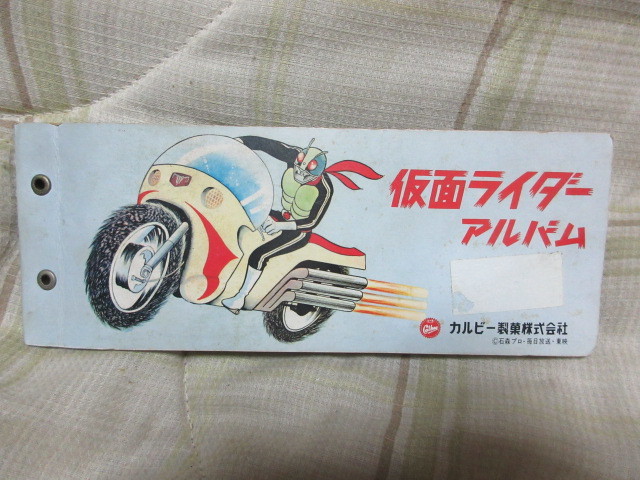 仮面ライダー
アルバム
Calbee
カルビー製菓株式会社
©石森プロ・毎日放送・東映